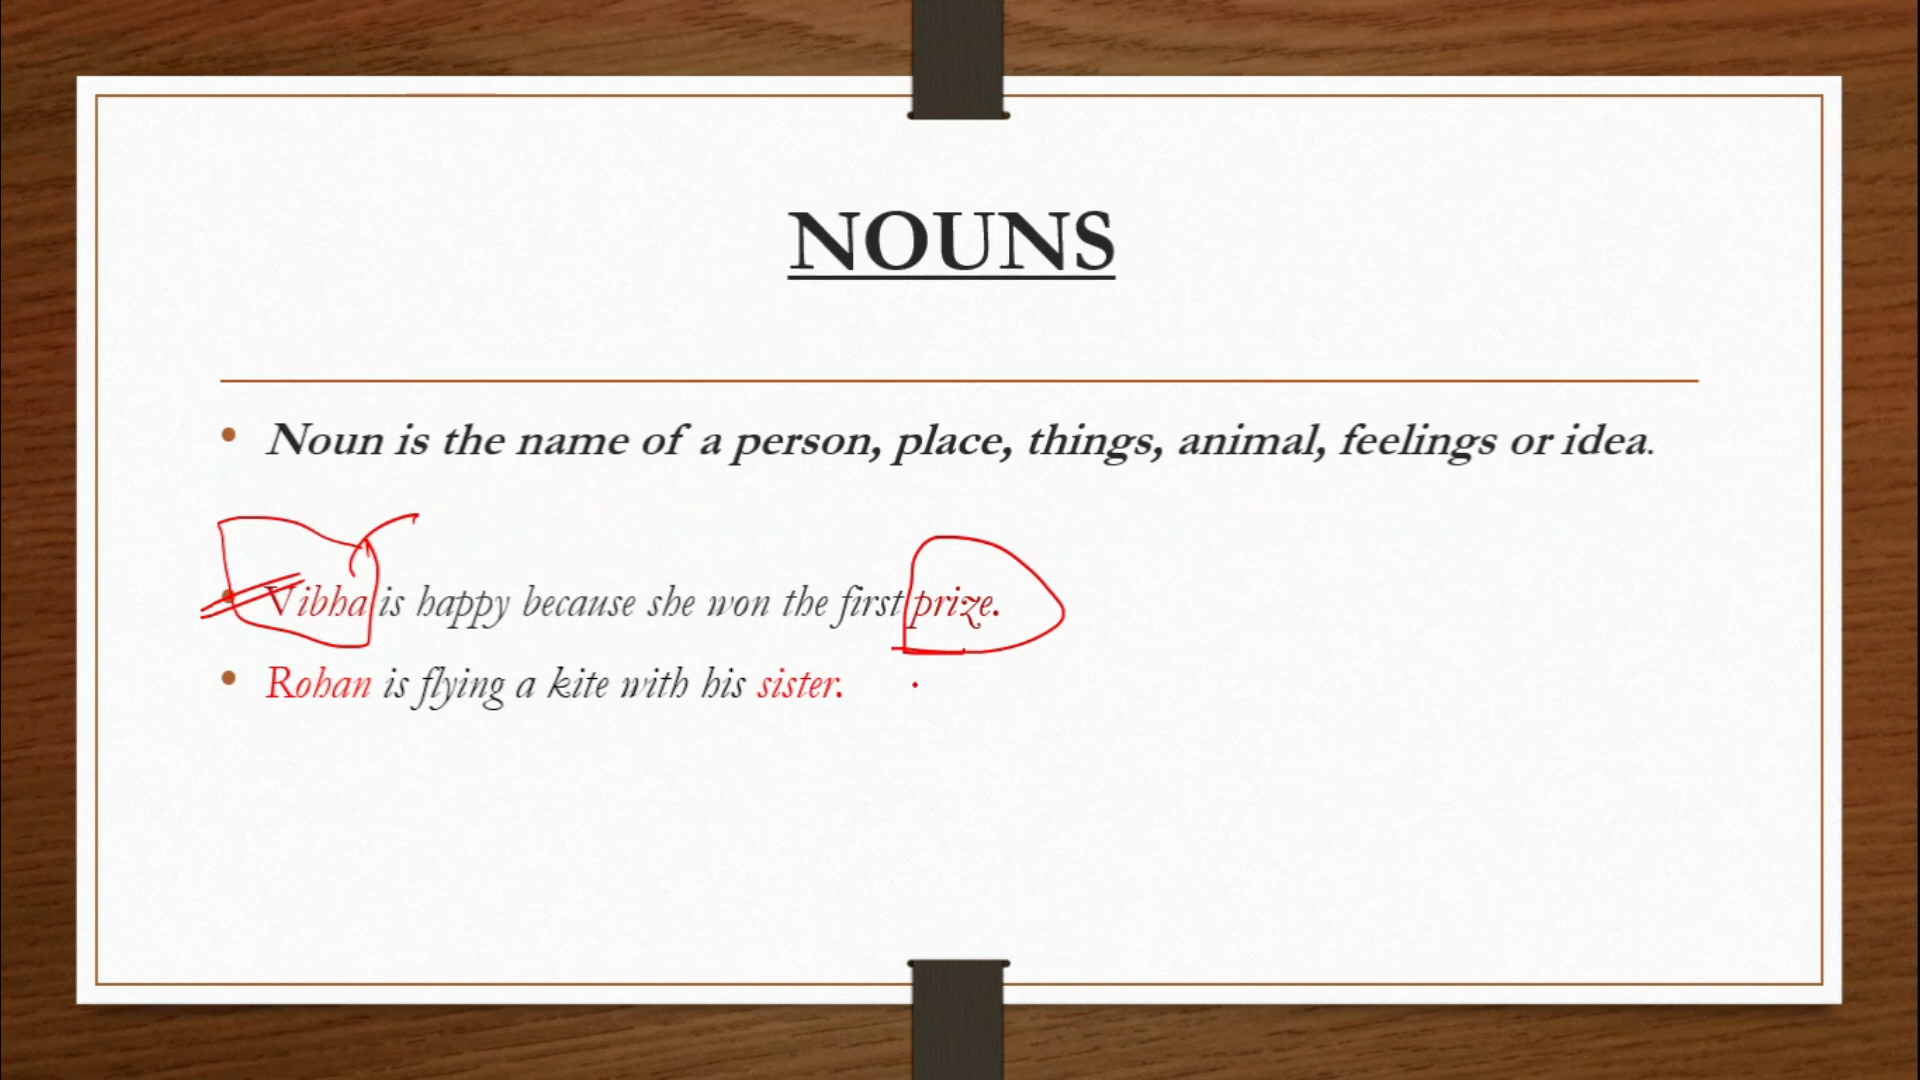 NOUNS
• Noun is the name of a person, place, things, animal, feelings or idea.
• Vibha is happy because she won the first prize.
• Rohan is flying a kite with his sister.